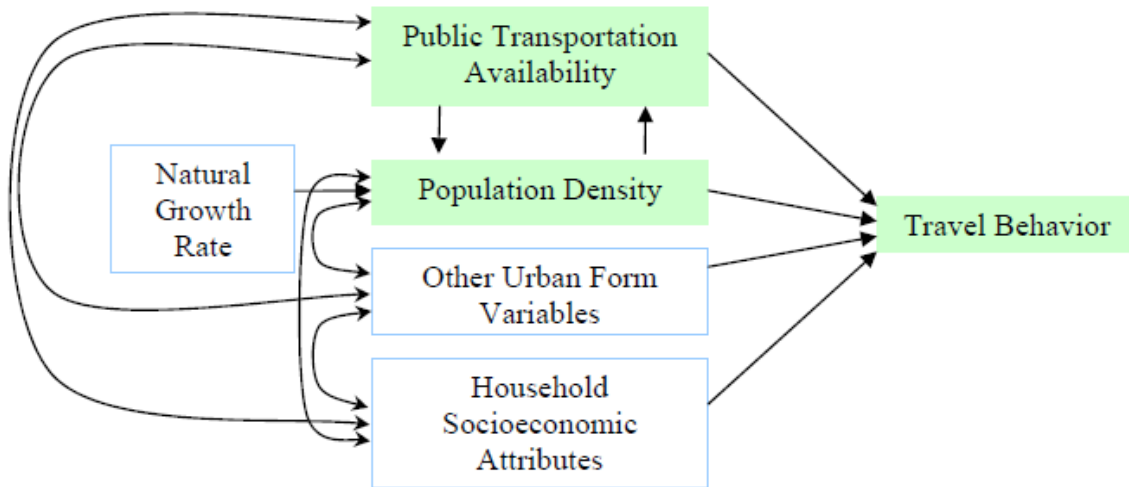 Public Transportation
Availability
Natural
Growth
Rate
Population Density
Travel Behavior
Other Urban Form
Variables
Household
Socioeconomic
Attributes